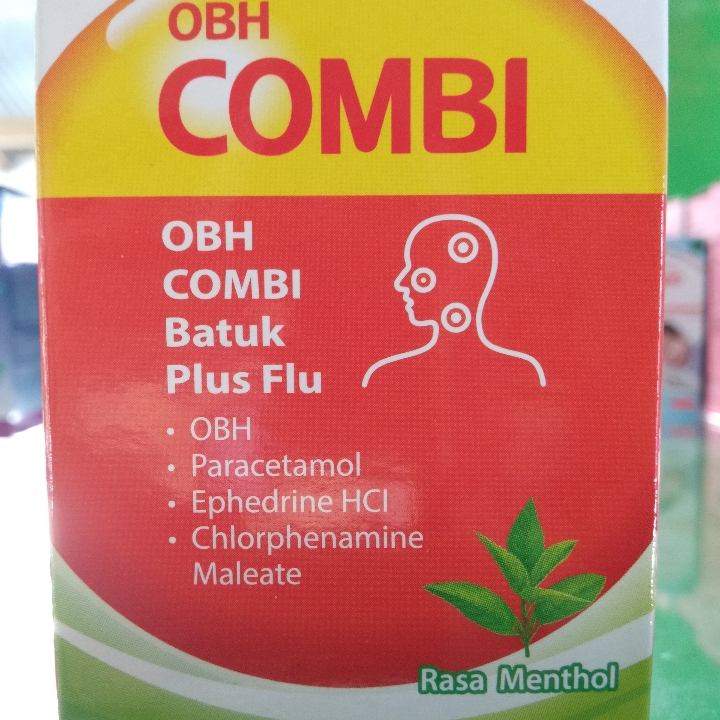 OBH
COMBI
OBH
COMBI
Batuk
Plus Flu
• OBH
• Paracetamol
• Ephedrine HCl
• Chlorphenamine
Maleate
Rasa Menthol